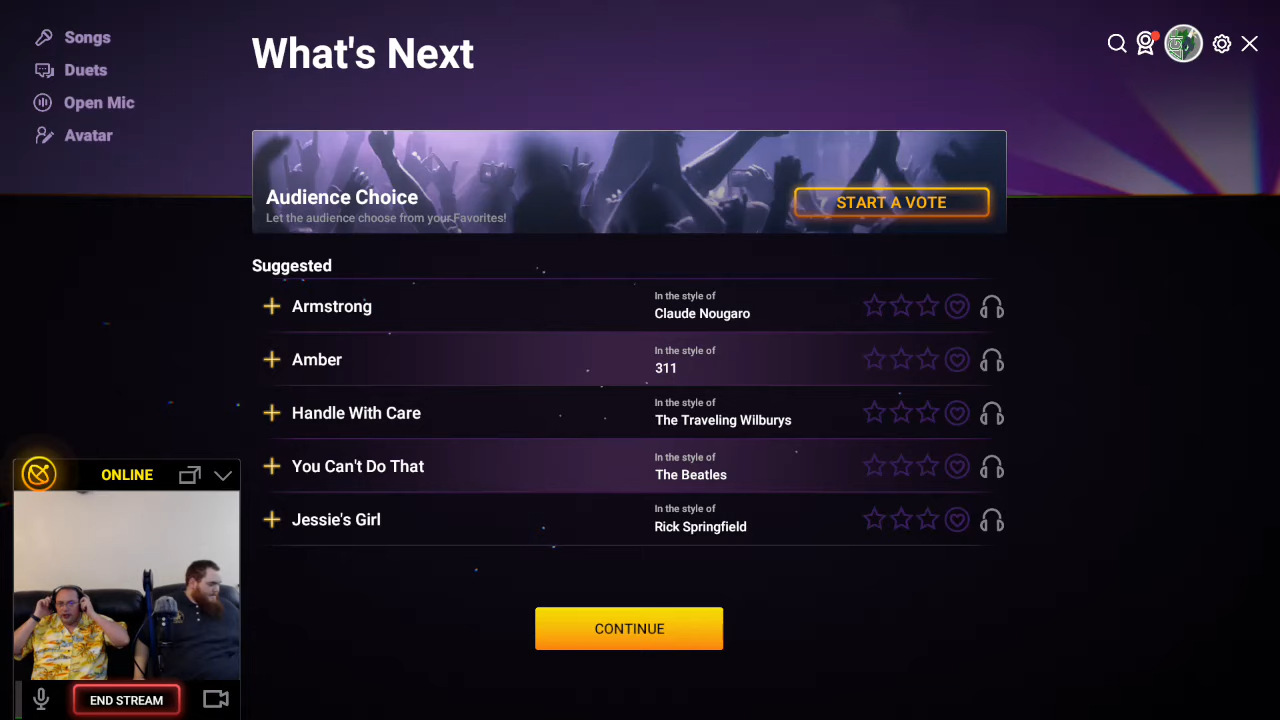 Songs
Duets
Open Mic
Avatar
What's Next
Audience Choice
Let the audience choose from your Favorites!
START A VOTE
Suggested
Armstrong
In the style of
Claude Nougaro
Amber
In the style of
311
Handle With Care
In the style of
The Traveling Wilburys
You Can't Do That
In the style of
The Beatles
Jessie's Girl
In the style of
Rick Springfield
CONTINUE
ONLINE
END STREAM